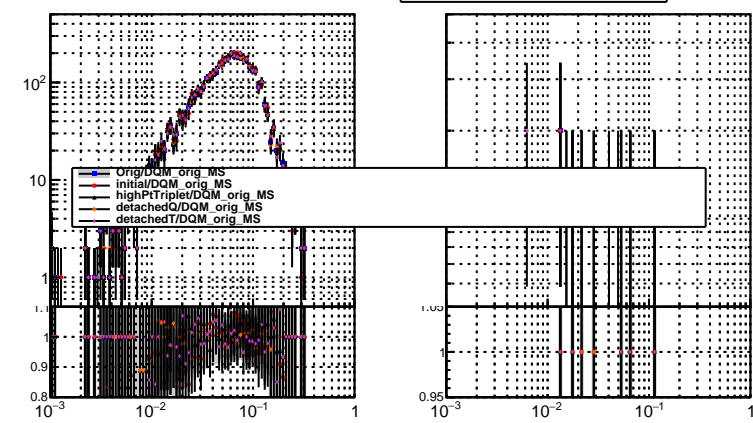 10²
10
1
Orig/DQM_orig_MS
initial/DQM_orig_MS
highPtTriplet/DQM_orig_MS
detachedQ/DQM_orig_MS
detachedT/DQM_orig_MS
1.1
1
0.9
0.8
10⁻³ 10⁻² 10⁻¹ 1
1.05
1
0.95
10⁻³ 10⁻² 10⁻¹ 1